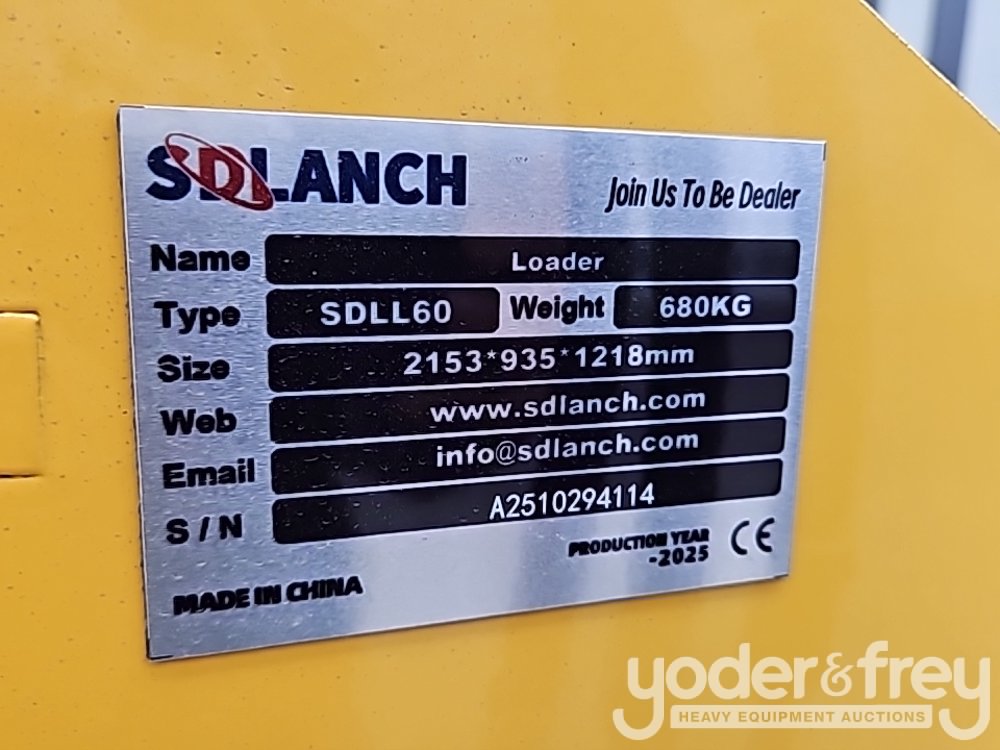 SDLANCH
Join Us To Be Dealer
Name Loader
Type SDLL60 Weight 680KG
Size 2153*935*1218mm
Web www.sdlanch.com
Email info@sdlanch.com
S/N A2510294114
PRODUCTION YEAR
-2025 CE
MADE IN CHINA
yoder&frey
HEAVY EQUIPMENT AUCTIONS